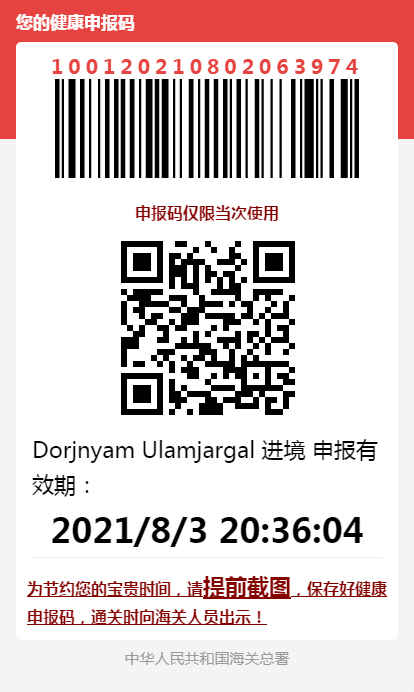 您的健康申报码
100120210802063974
申报码仅限当次使用
Dorjnyam Ulamjargal 进境 申报有
效期：
2021/8/3 20:36:04
为节约您的宝贵时间，请提前截图，保存好健康
申报码，通关时向海关人员出示！
中华人民共和国海关总署